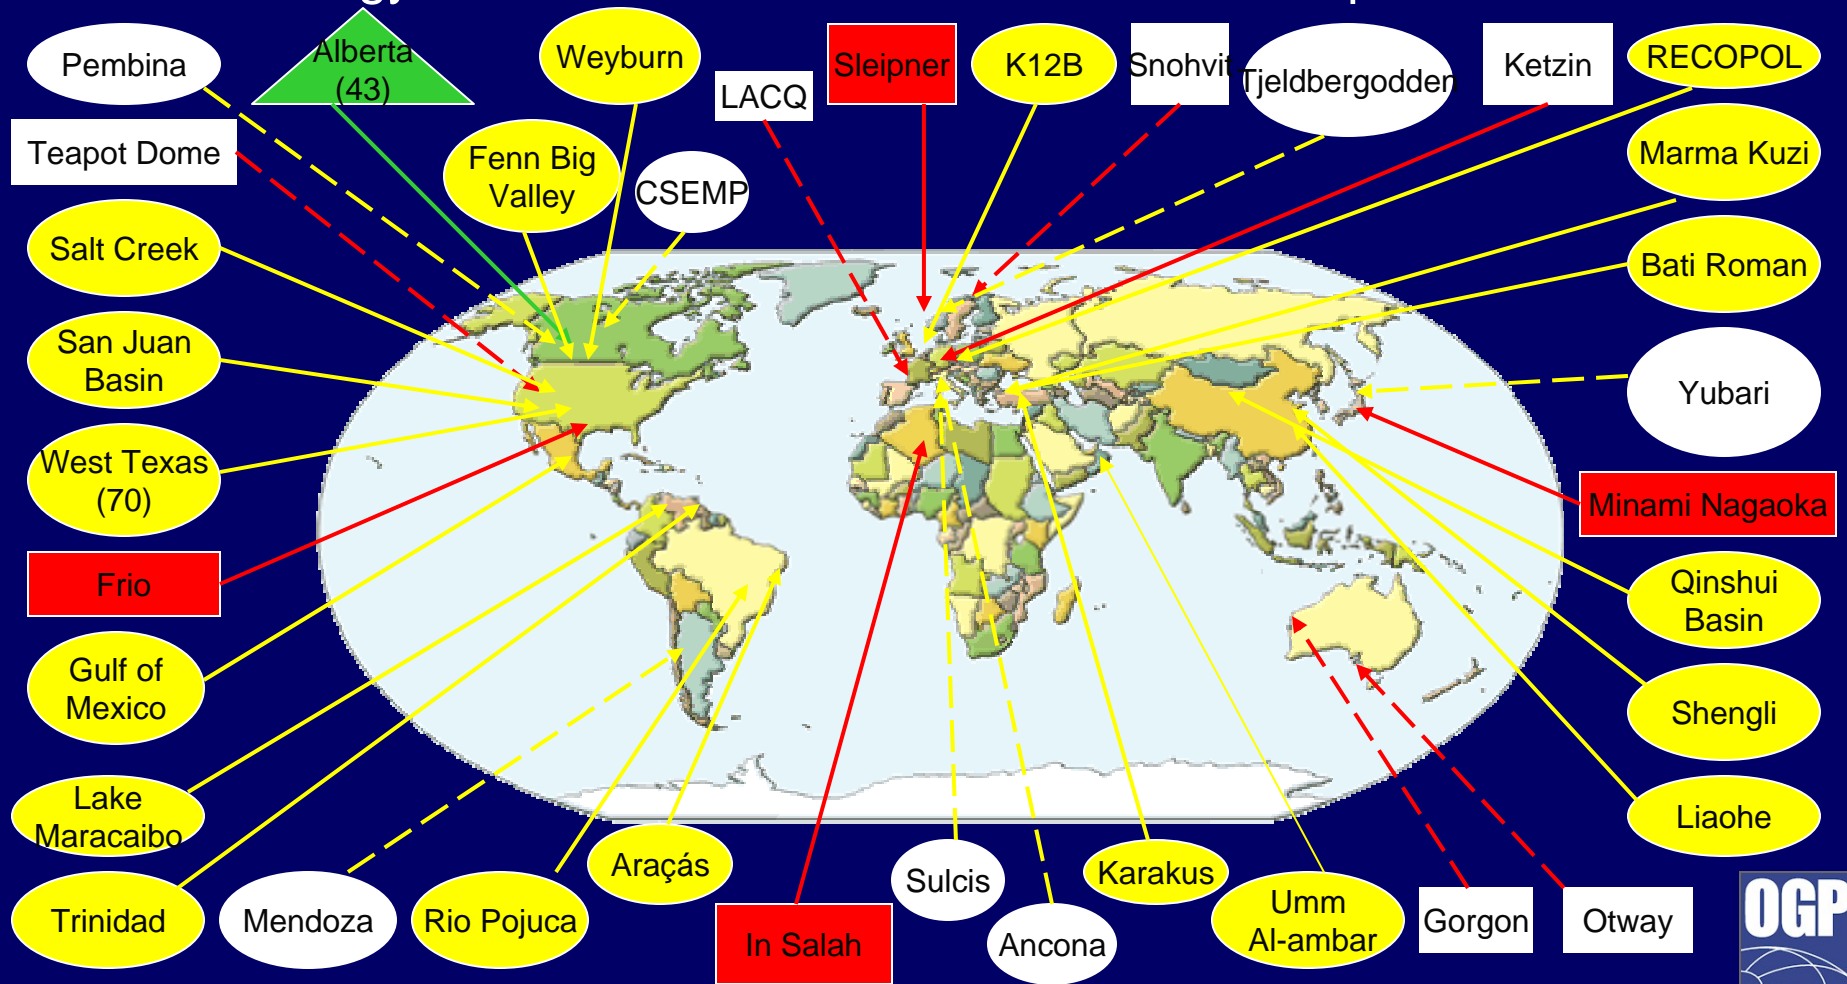 Pembina
Alberta
(43)
Weyburn
Sleipner
K12B
Snohvit
Tjeldbergodden
Ketzin
RECOPOL
LACQ
Teapot Dome
Fenn Big
Valley
CSEMP
Marma Kuzi
Salt Creek
Bati Roman
San Juan
Basin
Yubari
West Texas
(70)
Minami Nagaoka
Frio
Qinshui
Basin
Gulf of
Mexico
Shengli
Lake
Maracaibo
Liaohe
Araçás
Sulcis
Karakus
Trinidad
Mendoza
Rio Pojuca
In Salah
Ancona
Umm
Al-ambar
Gorgon
Otway
OGP